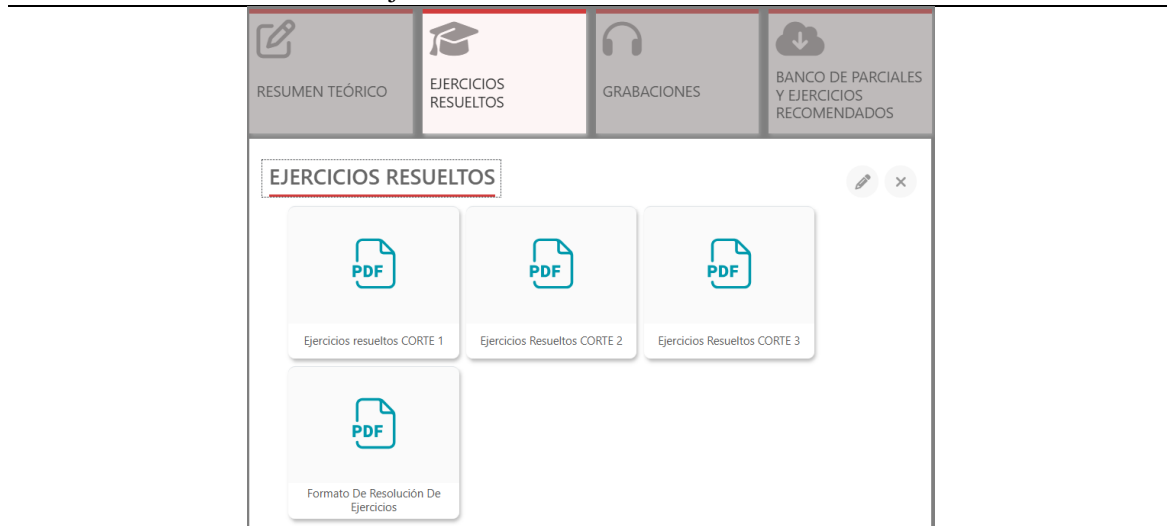 RESUMEN TEÓRICO
EJERCICIOS
RESUELTOS
GRABACIONES
BANCO DE PARCIALES
Y EJERCICIOS
RECOMENDADOS
EJERCICIOS RESUELTOS
PDF
PDF
PDF
Ejercicios resueltos CORTE 1
Ejercicios Resueltos CORTE 2
Ejercicios Resueltos CORTE 3
PDF
Formato De Resolución De
Ejercicios